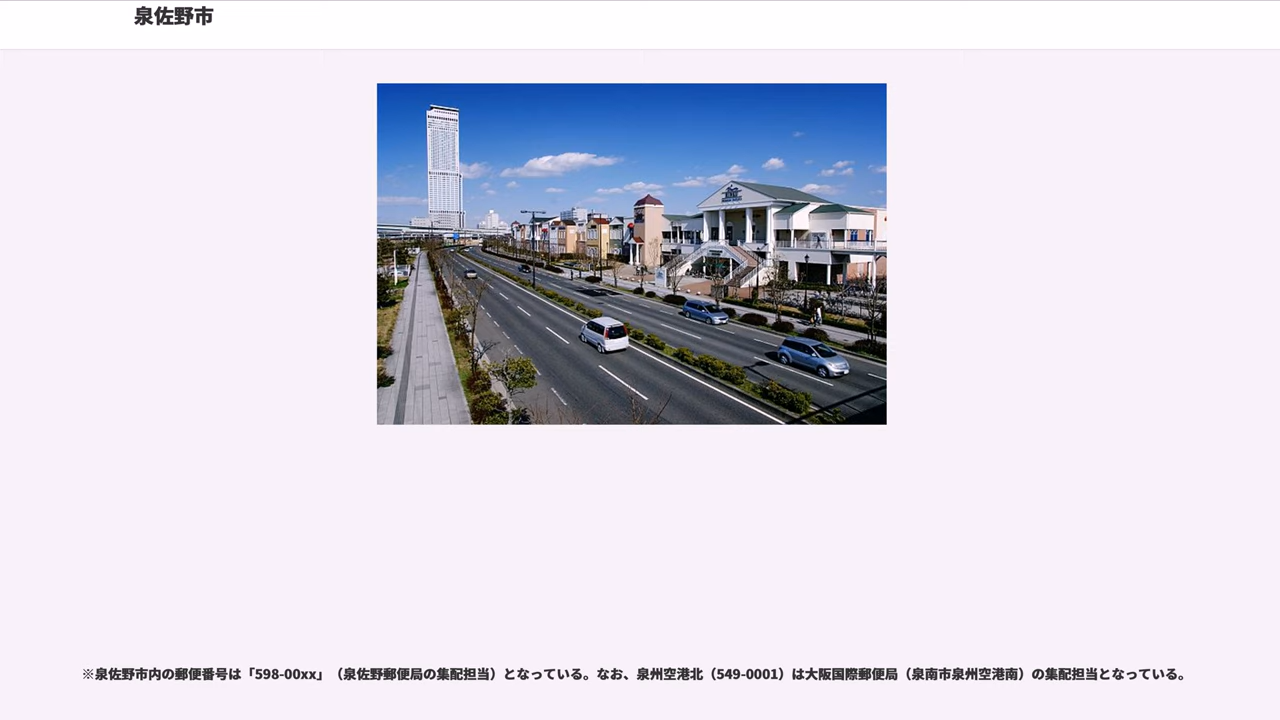 泉佐野市
※泉佐野市内の郵便番号は「598-00xx」（泉佐野郵便局の集配担当）となっている。なお、泉州空港北（549-0001）は大阪国際郵便局（泉南市泉州空港南）の集配担当となっている。